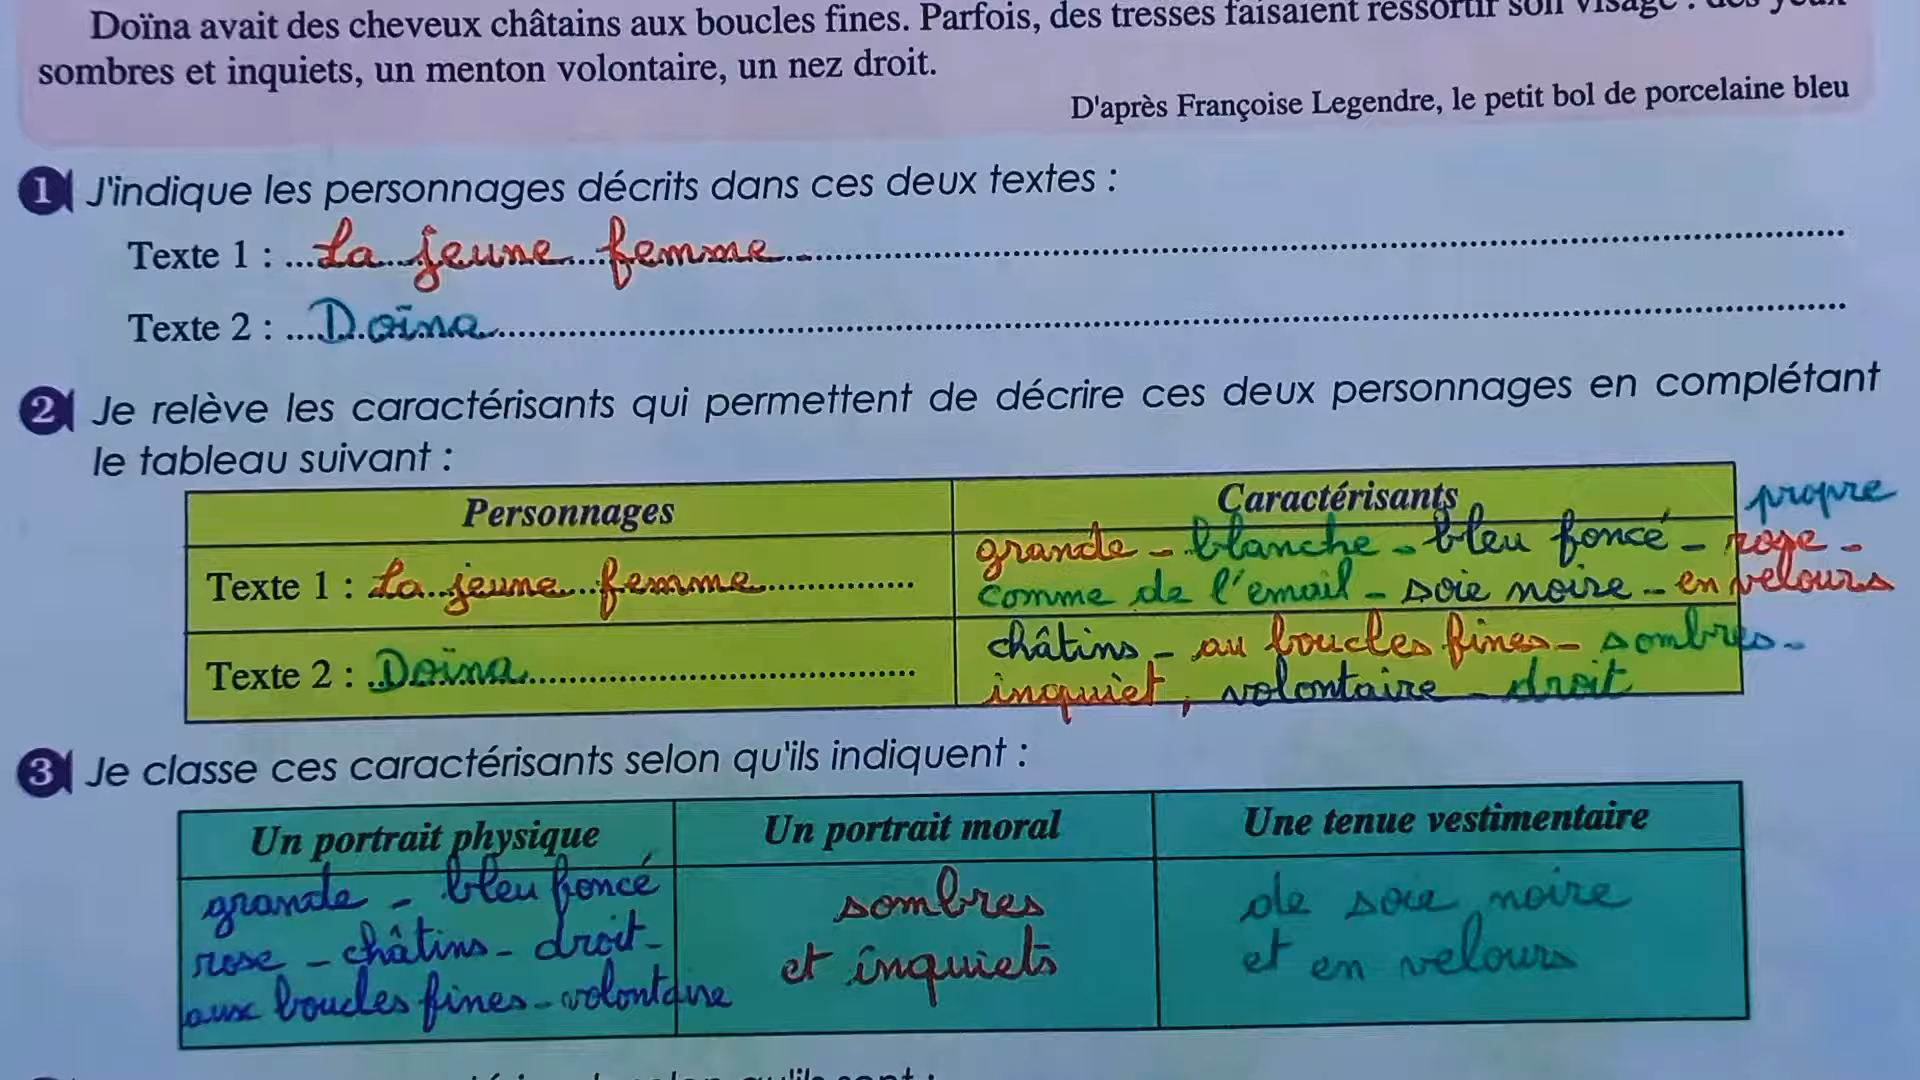 Doïna avait des cheveux châtains aux boucles fines. Parfois, des tresses faisaient ressortir son visage : des yeux
sombres et inquiets, un menton volontaire, un nez droit.
D'après Françoise Legendre, le petit bol de porcelaine bleu
1 J'indique les personnages décrits dans ces deux textes :
Texte 1 : ...La jeune femme...
Texte 2 : ...Doïna...
2 Je relève les caractérisants qui permettent de décrire ces deux personnages en complétant
le tableau suivant :
Personnages
Caractérisants
propre
Texte 1 : La jeune femme...
grande - blanche - bleu foncé - rose -
comme de l'émail - soie noire - en velours
Texte 2 : Doïna...
châtins - au boucles fines - sombres -
inquiet, volontaire - droit
3 Je classe ces caractérisants selon qu'ils indiquent :
Un portrait physique
Un portrait moral
Une tenue vestimentaire
grande - bleu foncé
rose - châtins - droit -
aux boucles fines - volontaire
sombres
et inquiets
de soie noire
et en velours